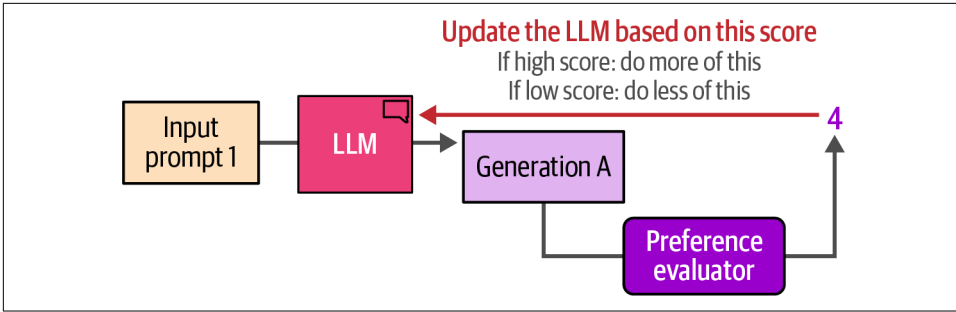 Update the LLM based on this score
If high score: do more of this
If low score: do less of this
4
Input
prompt 1
LLM
Generation A
Preference
evaluator